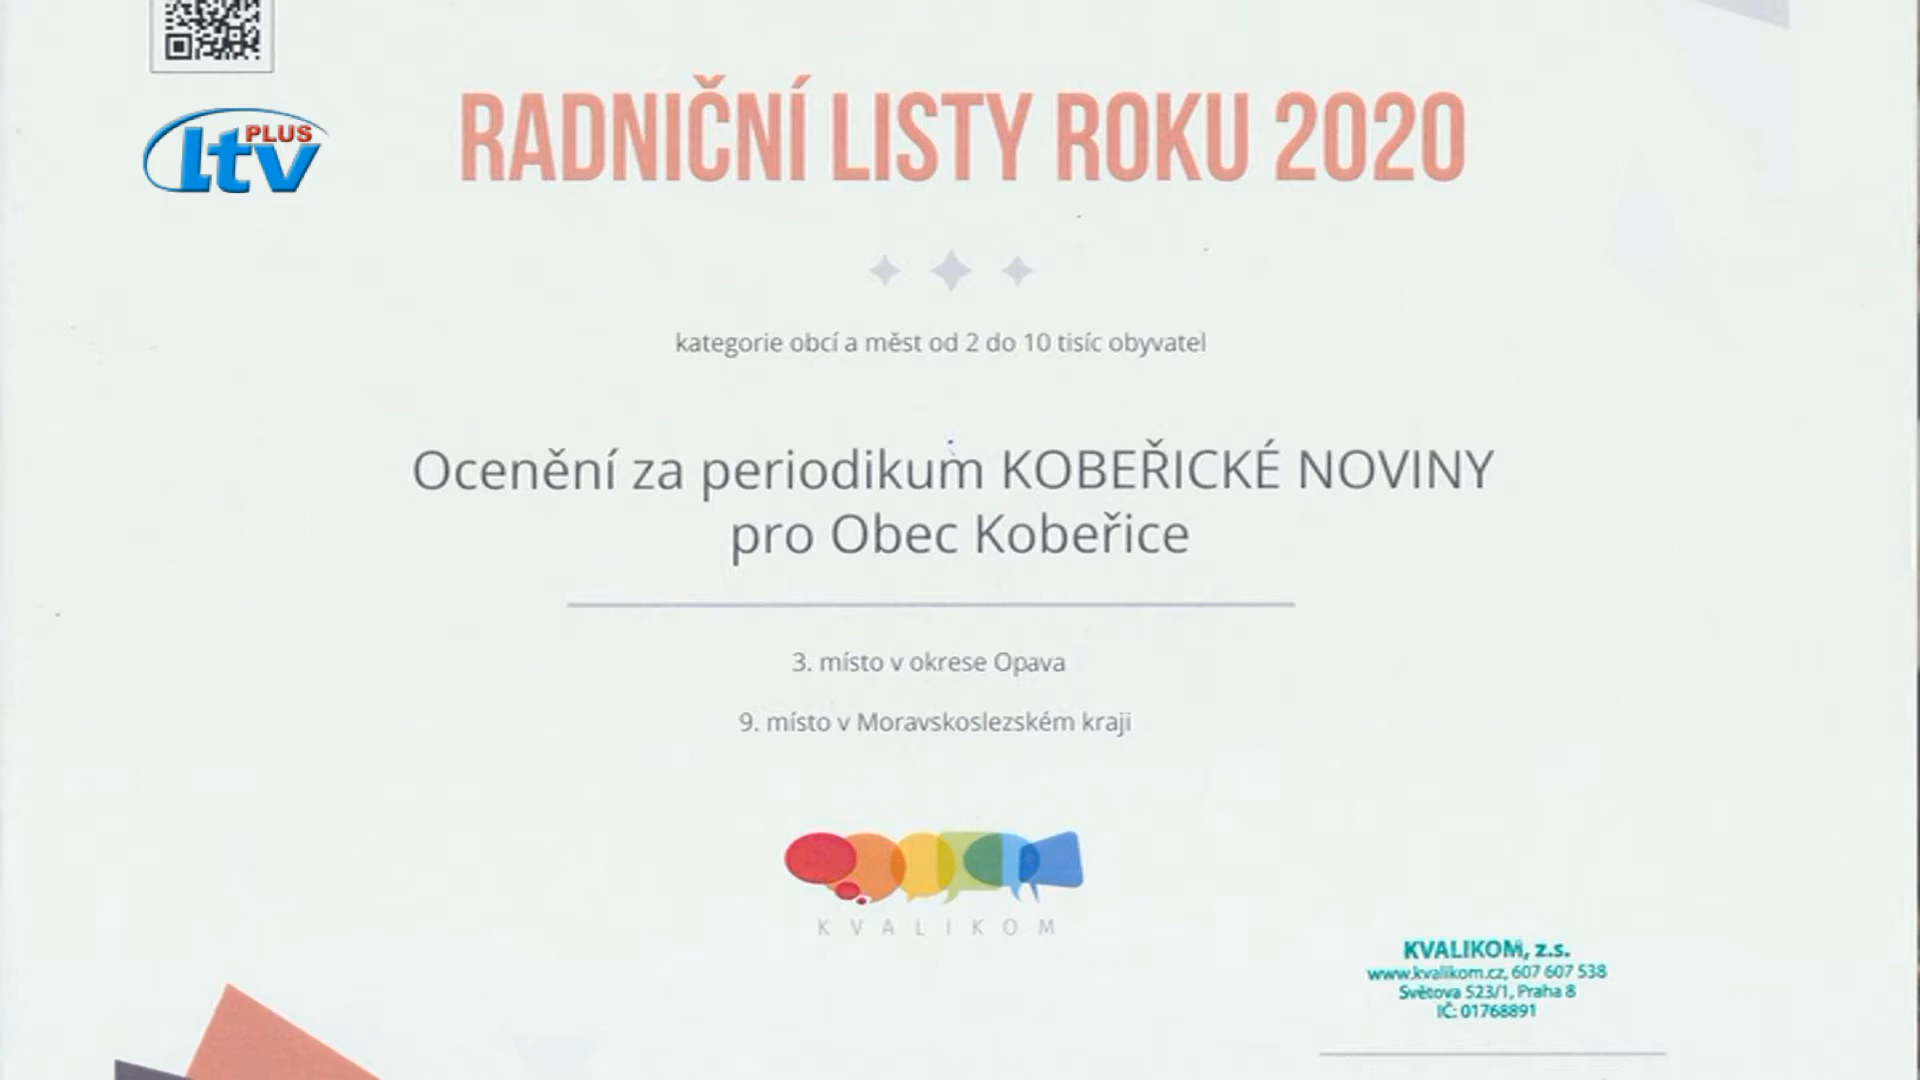 ltv PLUS
RADNIČNÍ LISTY ROKU 2020
kategorie obcí a měst od 2 do 10 tisíc obyvatel
Ocenění za periodikum KOBEŘICKÉ NOVINY
pro Obec Kobeřice
3. místo v okrese Opava
9. místo v Moravskoslezském kraji
KVALIKOM
KVALIKOM, z.s.
www.kvalikom.cz, 607 607 538
Světova 523/1, Praha 8
IČ: 01768891